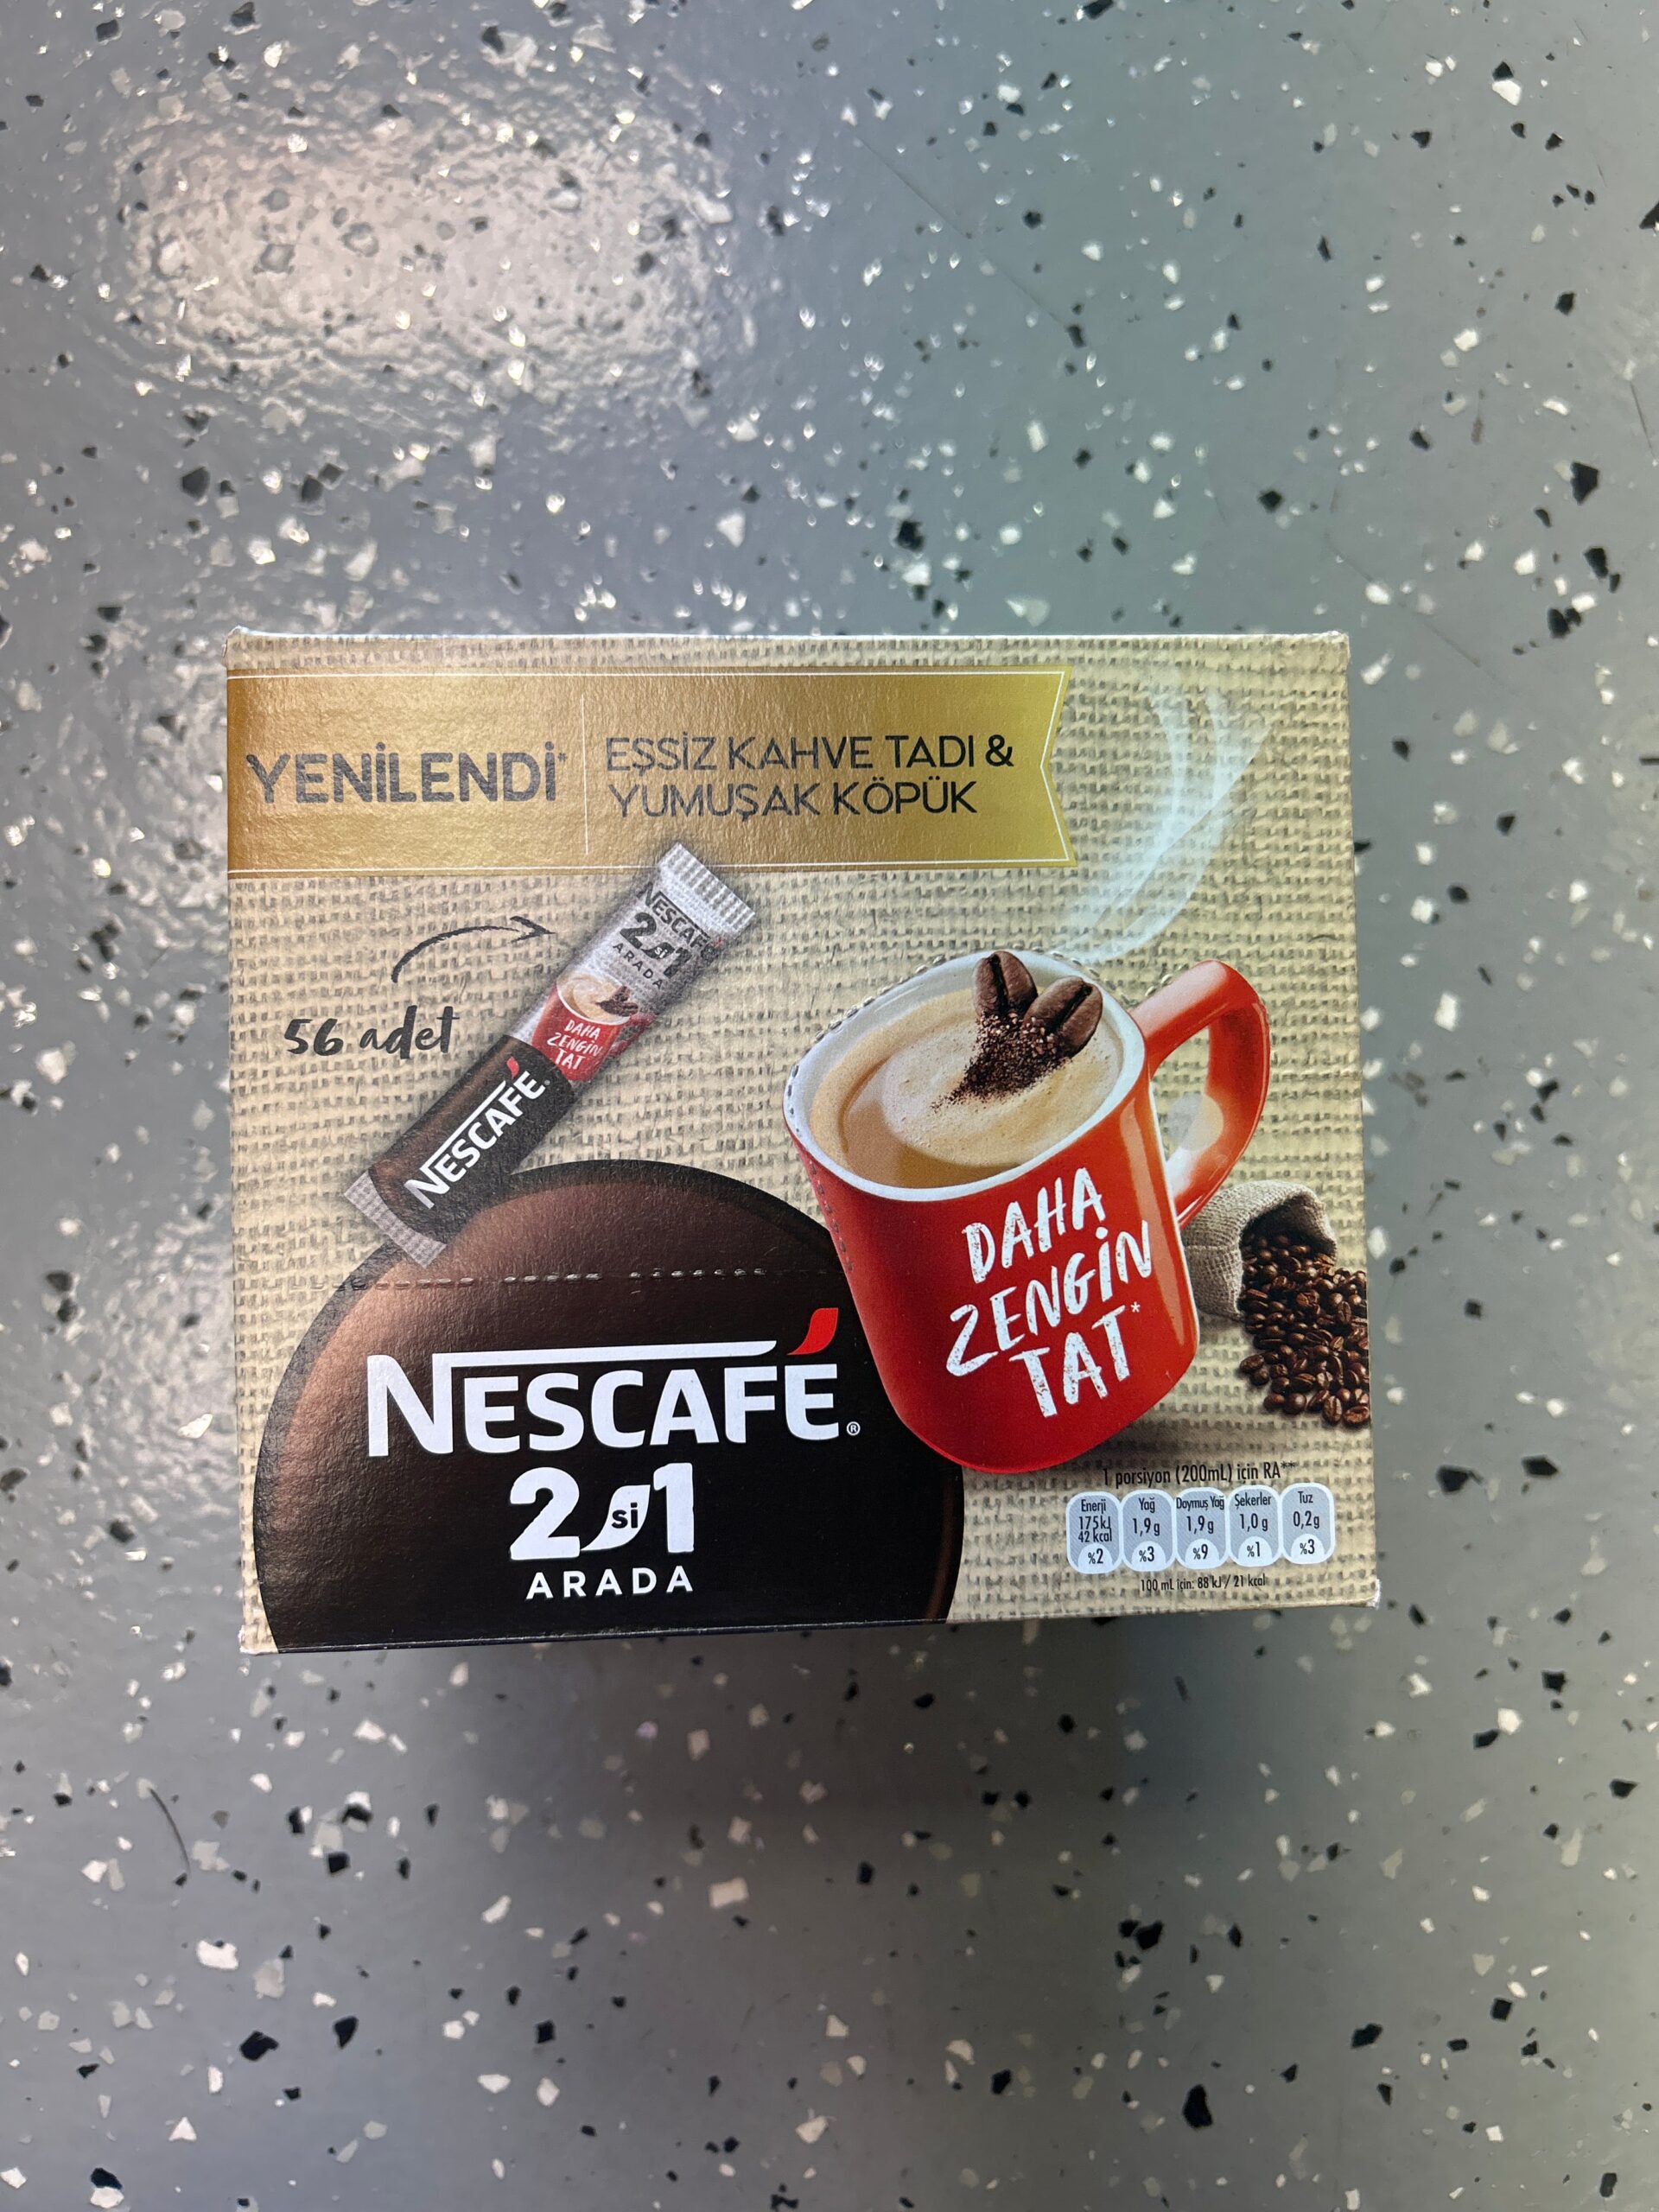 YENİLENDİ*
EŞSİZ KAHVE TADI &
YUMUŞAK KÖPÜK
56 adet
NESCAFÉ
2si1
ARADA
DAHA
ZENGİN
TAT
NESCAFÉ®
DAHA
ZENGİN
TAT*
NESCAFÉ®
2si1
ARADA
1 porsiyon (200mL) için RA**
Enerji Yağ Doymuş Yağ Şekerler Tuz
175kJ 1,9g 1,9g 1,0g 0,2g
42 kcal
%2 %3 %9 %1 %3
100 mL için: 88 kJ / 21 kcal